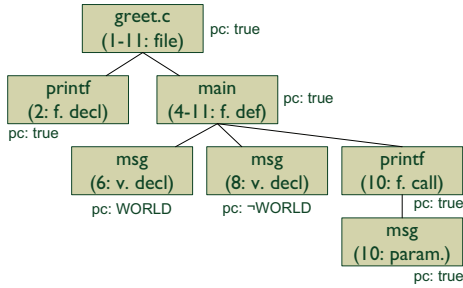 greet.c
(1-11: file)
pc: true
printf
(2: f. decl)
pc: true
main
(4-11: f. def)
pc: true
msg
(6: v. decl)
pc: WORLD
msg
(8: v. decl)
pc: ¬WORLD
printf
(10: f. call)
pc: true
msg
(10: param.)
pc: true